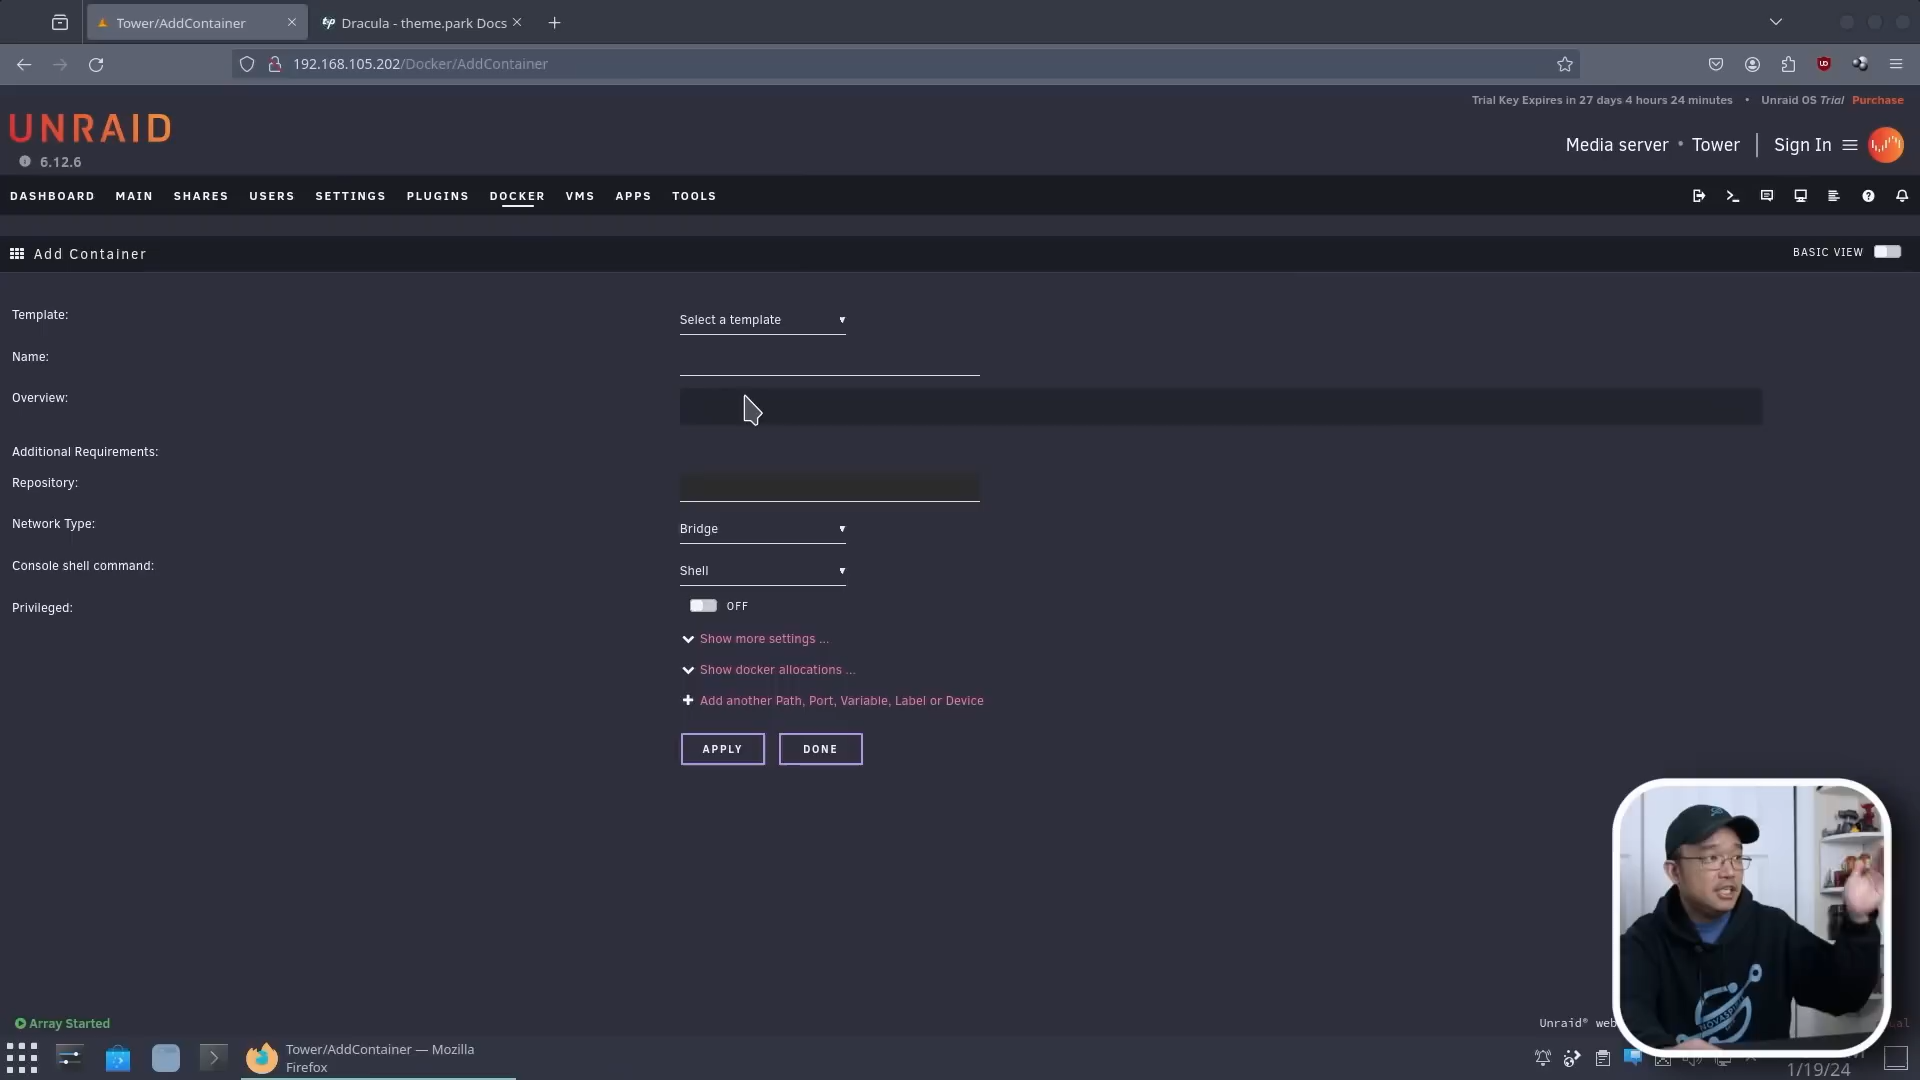 Tower/AddContainer
Dracula - theme.park Docs
192.168.105.202/Docker/AddContainer
Trial Key Expires in 27 days 4 hours 24 minutes • Unraid OS Trial Purchase
UNRAID
6.12.6
Media server • Tower | Sign In
DASHBOARD MAIN SHARES USERS SETTINGS PLUGINS DOCKER VMS APPS TOOLS
Add Container
BASIC VIEW
Template:
Select a template
Name:
Overview:
Additional Requirements:
Repository:
Network Type:
Bridge
Console shell command:
Shell
Privileged:
OFF
Show more settings ...
Show docker allocations ...
Add another Path, Port, Variable, Label or Device
APPLY
DONE
Array Started
Unraid® web
Tower/AddContainer — Mozilla
Firefox
1/19/24